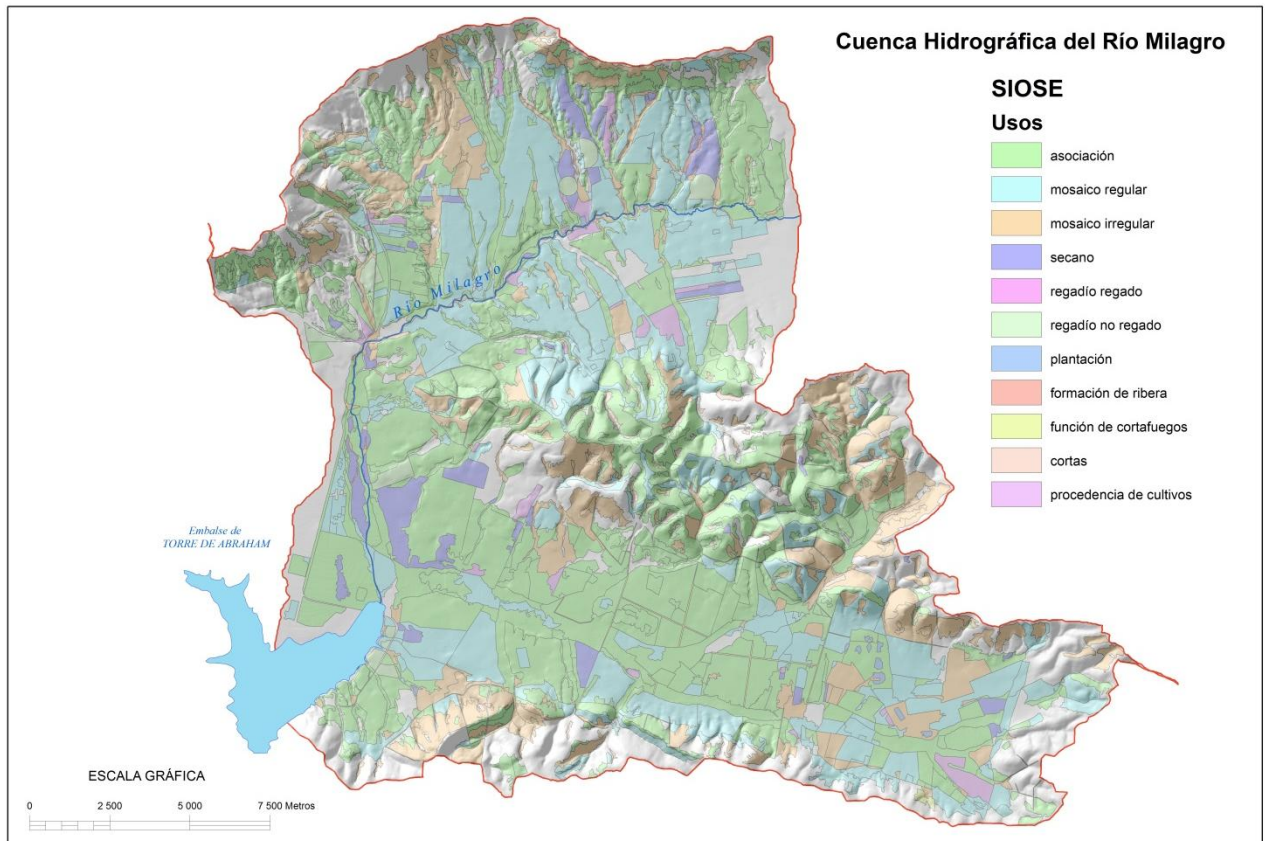 Cuenca Hidrográfica del Río Milagro
SIOSE
Usos
asociación
mosaico regular
mosaico irregular
secano
regadío regado
regadío no regado
plantación
formación de ribera
función de cortafuegos
cortas
procedencia de cultivos
Río Milagro
Embalse de
TORRE DE ABRAHAM
ESCALA GRÁFICA
0 2 500 5 000 7 500 Metros